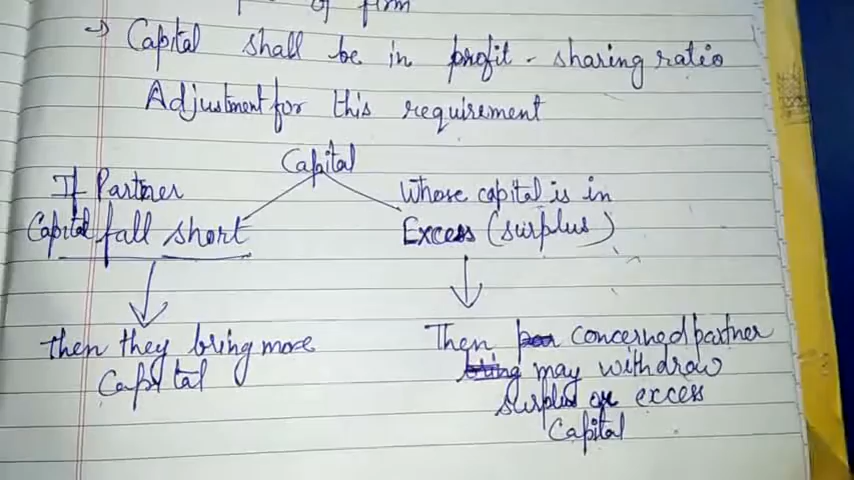 of firm
→ Capital shall be in profit - sharing ratio
Adjustment for this requirement
Capital
If Partner
Capital fall short
then they bring more
Capital
Whose capital is in
Excess (surplus)
Then concerned partner
may withdraw
surplus or excess
Capital